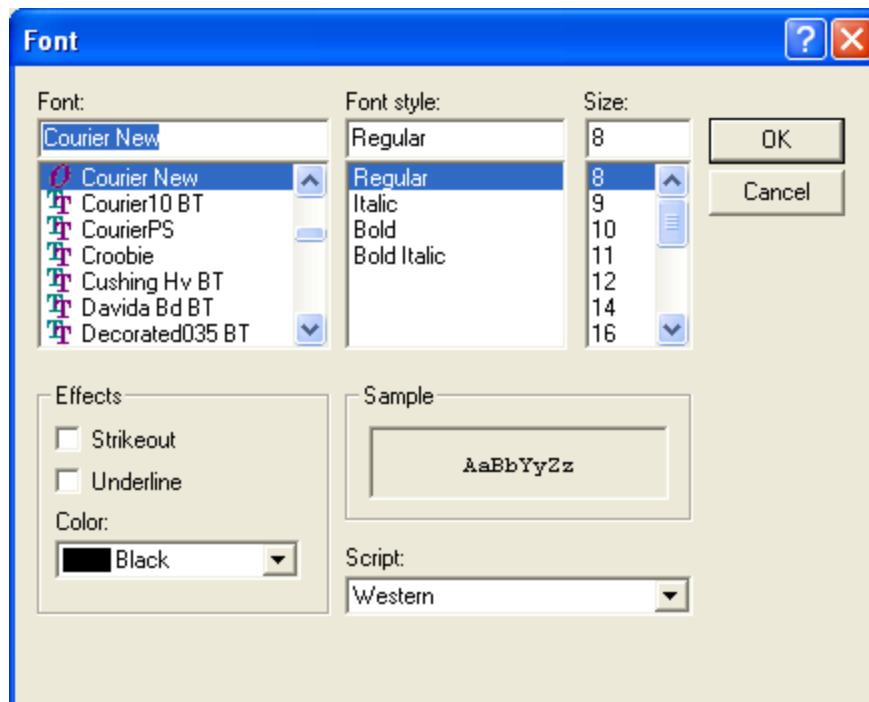 Font
Font:
Courier New
Courier New
Courier10 BT
CourierPS
Croobie
Cushing Hv BT
Davida Bd BT
Decorated035 BT
Font style:
Regular
Regular
Italic
Bold
Bold Italic
Size:
8
8
9
10
11
12
14
16
OK
Cancel
Effects
Strikeout
Underline
Color:
Black
Sample
AaBbYyZz
Script:
Western